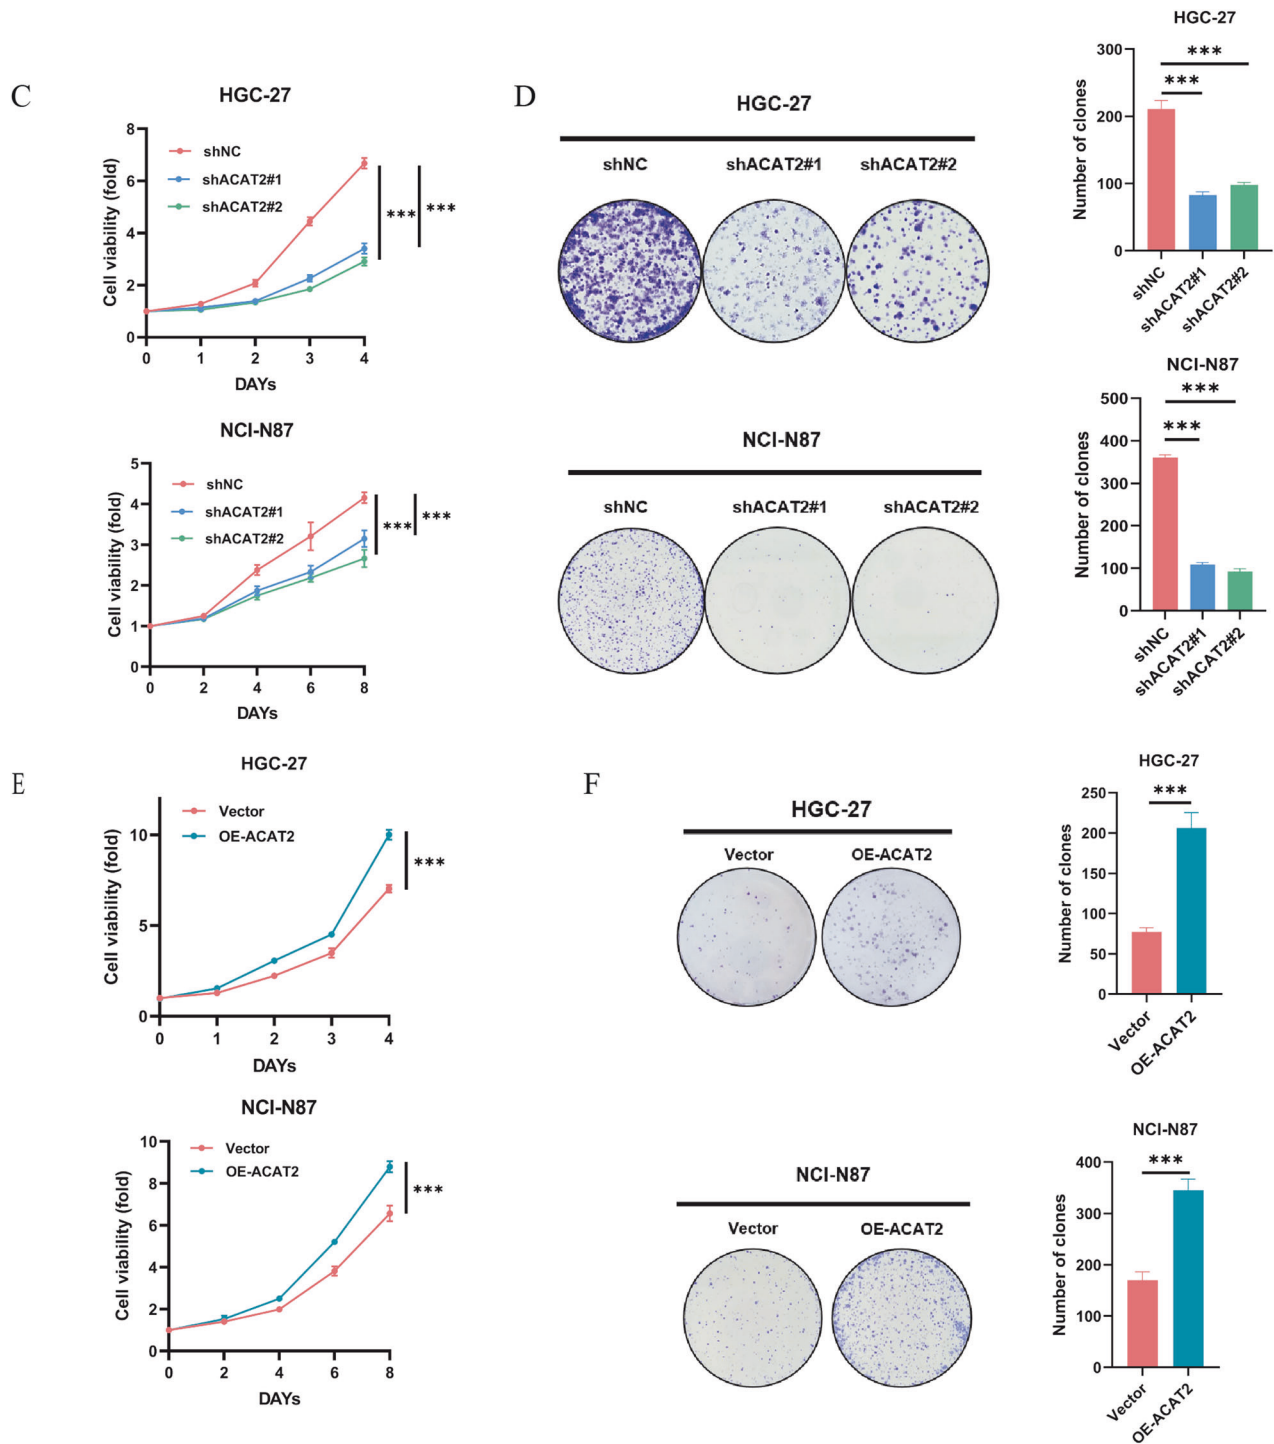 C
HGC-27
Cell viability (fold)
8
6
4
2
0
shNC
shACAT2#1
shACAT2#2
***
***
0 1 2 3 4
DAYs
NCI-N87
Cell viability (fold)
5
4
3
2
1
0
shNC
shACAT2#1
shACAT2#2
***
***
0 2 4 6 8
DAYs
D
HGC-27
shNC shACAT2#1 shACAT2#2
HGC-27
Number of clones
300
200
100
0
***
***
shNC
shACAT2#1
shACAT2#2
NCI-N87
shNC shACAT2#1 shACAT2#2
NCI-N87
Number of clones
500
400
300
200
100
0
***
***
shNC
shACAT2#1
shACAT2#2
E
HGC-27
Cell viability (fold)
10
5
0
Vector
OE-ACAT2
***
0 1 2 3 4
DAYs
NCI-N87
Cell viability (fold)
10
8
6
4
2
0
Vector
OE-ACAT2
***
0 2 4 6 8
DAYs
F
HGC-27
Vector OE-ACAT2
HGC-27
Number of clones
250
200
150
100
50
0
***
Vector
OE-ACAT2
NCI-N87
Vector OE-ACAT2
NCI-N87
Number of clones
400
300
200
100
0
***
Vector
OE-ACAT2